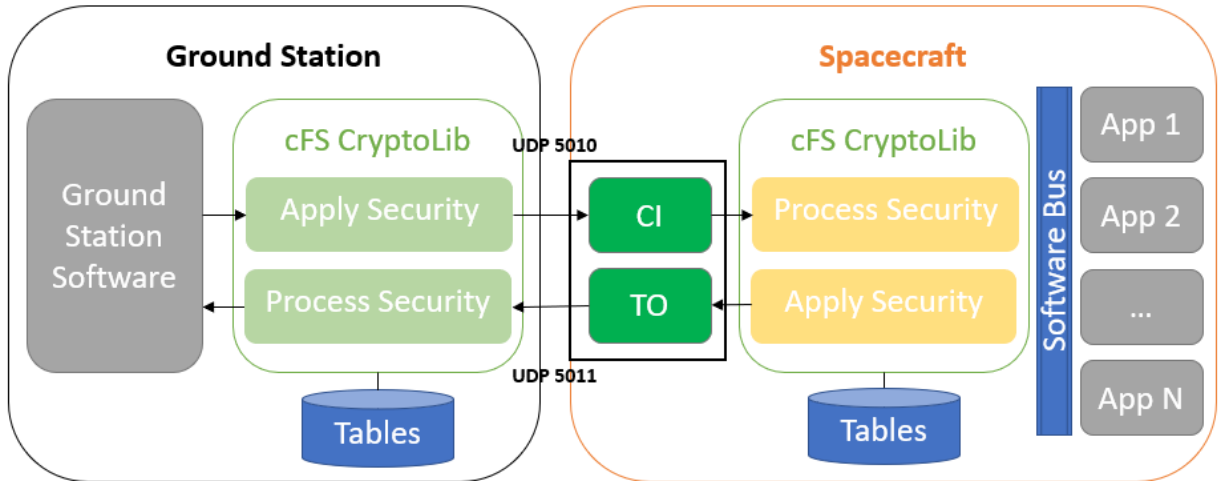 Ground Station
Spacecraft
Ground
Station
Software
cFS CryptoLib
Apply Security
Process Security
Tables
UDP 5010
CI
TO
UDP 5011
cFS CryptoLib
Process Security
Apply Security
Tables
Software Bus
App 1
App 2
...
App N